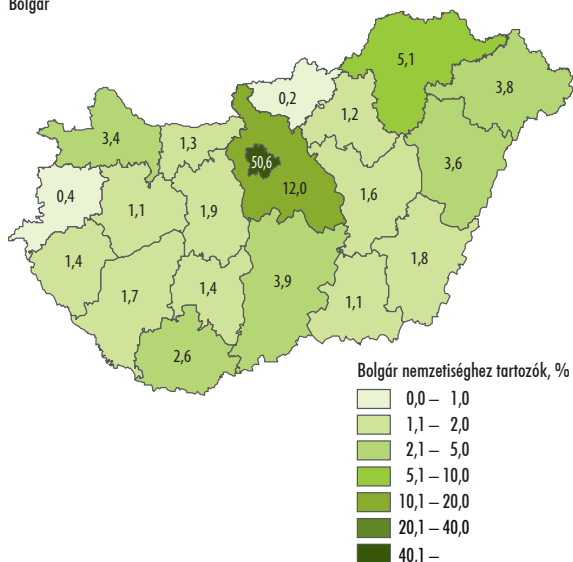 Bolgár
5,1
3,8
0,2
1,2
3,4
1,3
50,6
3,6
12,0
0,4
1,1
1,9
1,6
1,4
1,8
1,7
1,4
3,9
1,1
2,6
Bolgár nemzetiséghez tartozók, %
0,0 – 1,0
1,1 – 2,0
2,1 – 5,0
5,1 – 10,0
10,1 – 20,0
20,1 – 40,0
40,1 –